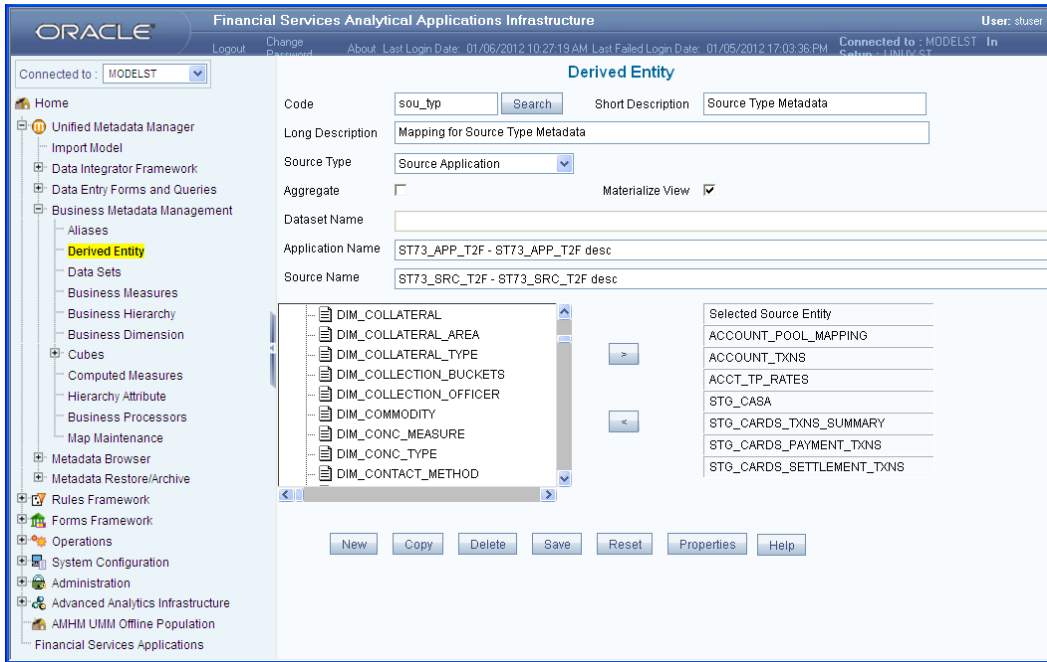 ORACLE
Financial Services Analytical Applications Infrastructure
User: stuser
Logout
Change Password
About
Last Login Date: 01/06/2012 10:27:19 AM
Last Failed Login Date: 01/05/2012 17:03:36:PM
Connected to : MODELST In
Setup : LINUX ST
Connected to : MODELST
Home
Unified Metadata Manager
Import Model
Data Integrator Framework
Data Entry Forms and Queries
Business Metadata Management
Aliases
Derived Entity
Data Sets
Business Measures
Business Hierarchy
Business Dimension
Cubes
Computed Measures
Hierarchy Attribute
Business Processors
Map Maintenance
Metadata Browser
Metadata Restore/Archive
Rules Framework
Forms Framework
Operations
System Configuration
Administration
Advanced Analytics Infrastructure
AMHM UMM Offline Population
Financial Services Applications
Derived Entity
Code sou_typ Search Short Description Source Type Metadata
Long Description Mapping for Source Type Metadata
Source Type Source Application
Aggregate Materialize View
Dataset Name
Application Name ST73_APP_T2F - ST73_APP_T2F desc
Source Name ST73_SRC_T2F - ST73_SRC_T2F desc
DIM_COLLATERAL
DIM_COLLATERAL_AREA
DIM_COLLATERAL_TYPE
DIM_COLLECTION_BUCKETS
DIM_COLLECTION_OFFICER
DIM_COMMODITY
DIM_CONC_MEASURE
DIM_CONC_TYPE
DIM_CONTACT_METHOD
>
<
Selected Source Entity
ACCOUNT_POOL_MAPPING
ACCOUNT_TXNS
ACCT_TP_RATES
STG_CASA
STG_CARDS_TXNS_SUMMARY
STG_CARDS_PAYMENT_TXNS
STG_CARDS_SETTLEMENT_TXNS
New Copy Delete Save Reset Properties Help